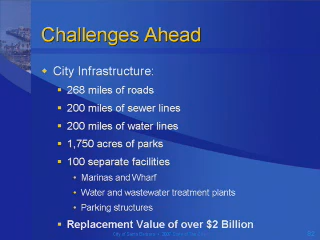 Challenges Ahead
City Infrastructure:
268 miles of roads
200 miles of sewer lines
200 miles of water lines
1,750 acres of parks
100 separate facilities
Marinas and Wharf
Water and wastewater treatment plants
Parking structures
Replacement Value of over $2 Billion